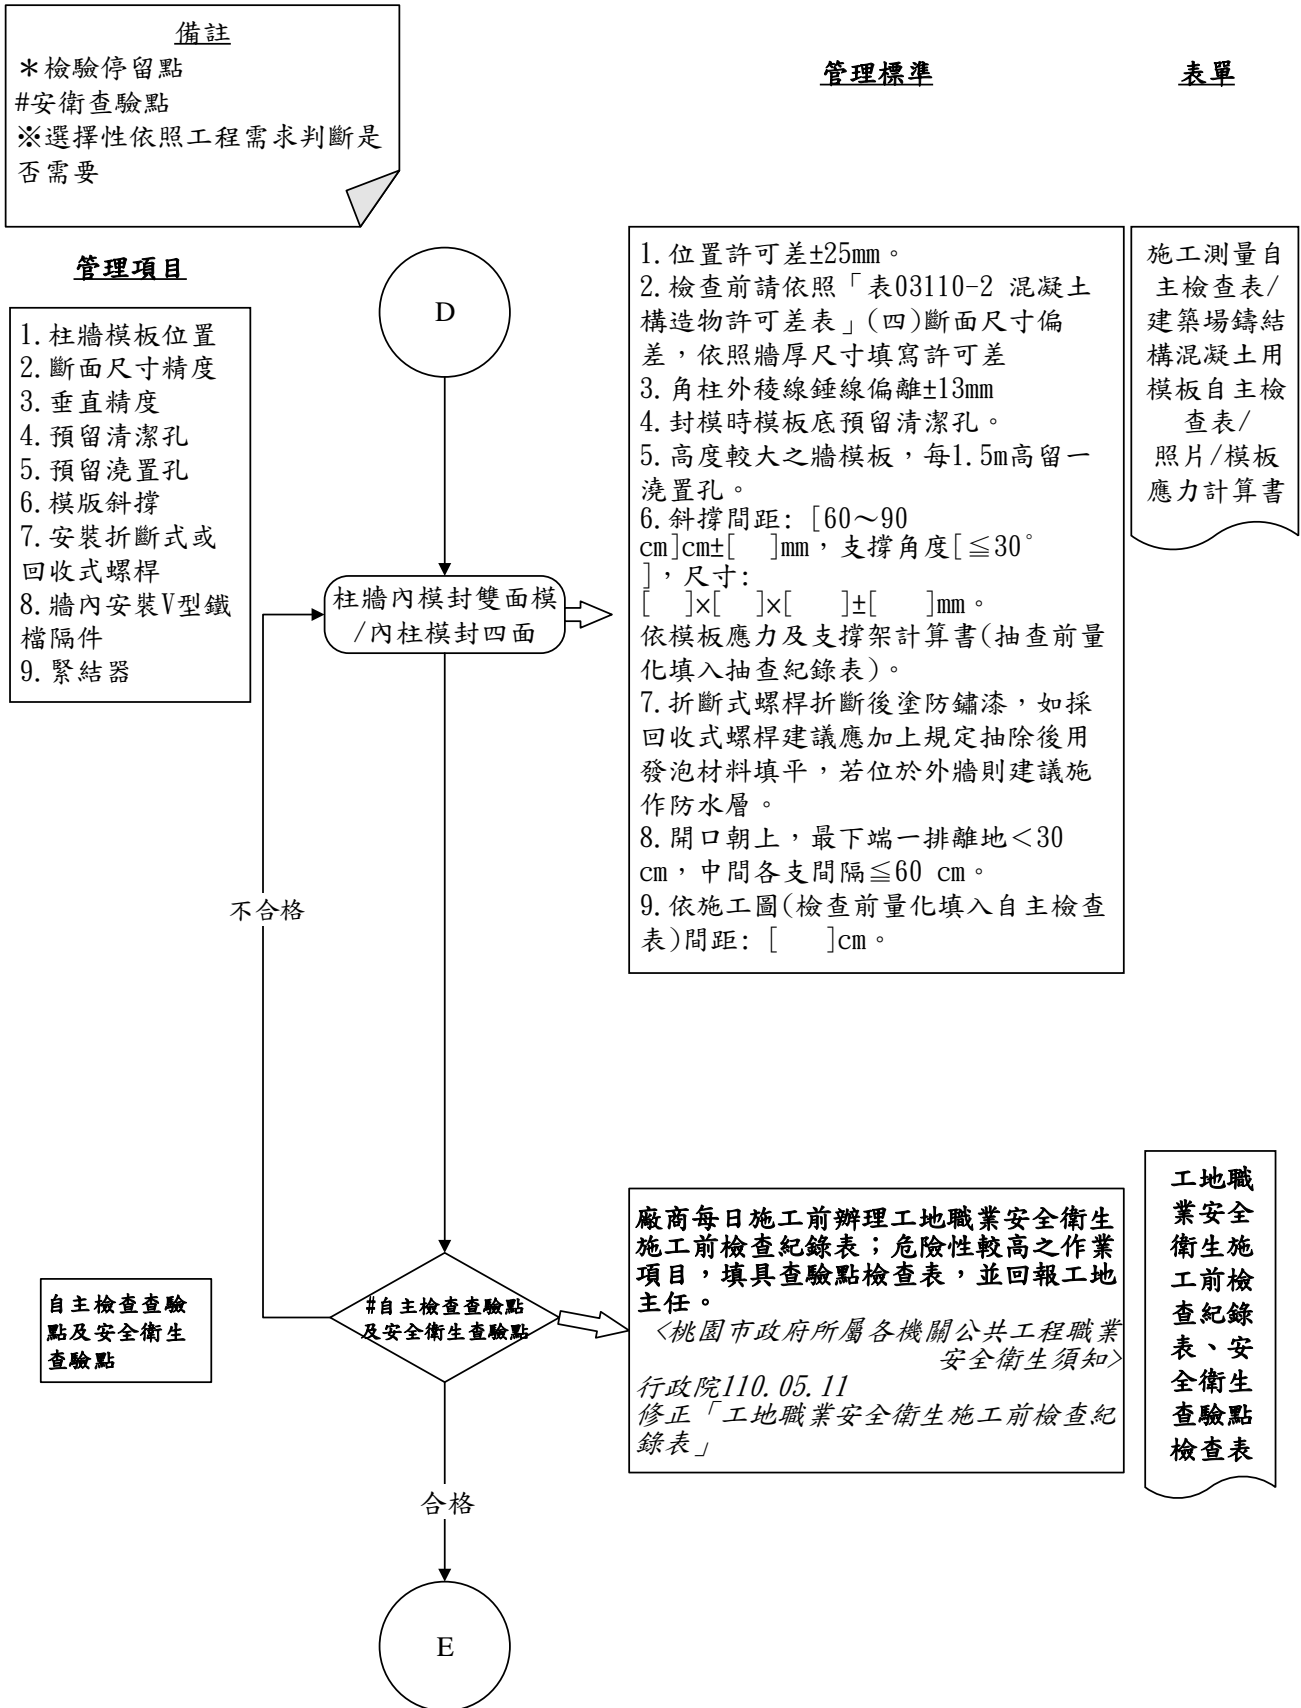 備註
＊檢驗停留點
#安衛查驗點
※選擇性依照工程需求判斷是
否需要
管理標準
表單
管理項目
1.柱牆模板位置
2.斷面尺寸精度
3.垂直精度
4.預留清潔孔
5.預留澆置孔
6.模版斜撐
7.安裝折斷式或
回收式螺桿
8.牆內安裝V型鐵
檔隔件
9.緊結器
D
柱牆內模封雙面模
/內柱模封四面
1.位置許可差±25mm。
2.檢查前請依照「表03110-2 混凝土
構造物許可差表」(四)斷面尺寸偏
差，依照牆厚尺寸填寫許可差
3.角柱外稜線錘線偏離±13mm
4.封模時模板底預留清潔孔。
5.高度較大之牆模板，每1.5m高留一
澆置孔。
6.斜撐間距：[60～90
cm]cm±[  ]mm，支撐角度[≦30°
]，尺寸：
[  ]×[  ]×[  ]±[  ]mm。
依模板應力及支撐架計算書(抽查前量
化填入抽查紀錄表)。
7.折斷式螺桿折斷後塗防鏽漆，如採
回收式螺桿建議應加上規定抽除後用
發泡材料填平，若位於外牆則建議施
作防水層。
8.開口朝上，最下端一排離地＜30
cm，中間各支間隔≦60 cm。
9.依施工圖(檢查前量化填入自主檢查
表)間距：[  ]cm。
施工測量自
主檢查表/
建築場鑄結
構混凝土用
模板自主檢
查表/
照片/模板
應力計算書
不合格
自主檢查查驗
點及安全衛生
查驗點
#自主檢查查驗點
及安全衛生查驗點
廠商每日施工前辦理工地職業安全衛生
施工前檢查紀錄表；危險性較高之作業
項目，填具查驗點檢查表，並回報工地
主任。
<桃園市政府所屬各機關公共工程職業
安全衛生須知>
行政院110.05.11
修正「工地職業安全衛生施工前檢查紀
錄表」
工地職
業安全
衛生施
工前檢
查紀錄
表、安
全衛生
查驗點
檢查表
合格
E